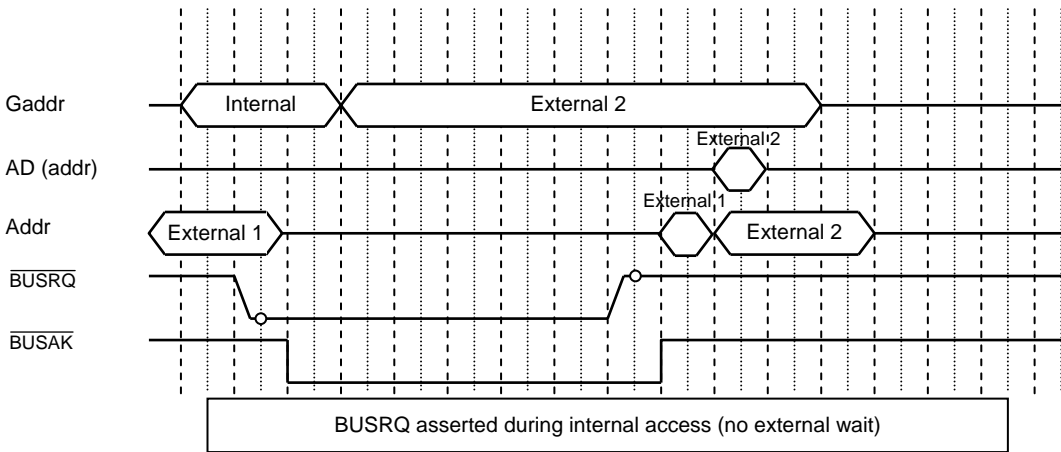 Gaddr
Internal
External 2
External 2
AD (addr)
External 1
Addr
External 1
External 2
BUSRQ
BUSAK
BUSRQ asserted during internal access (no external wait)